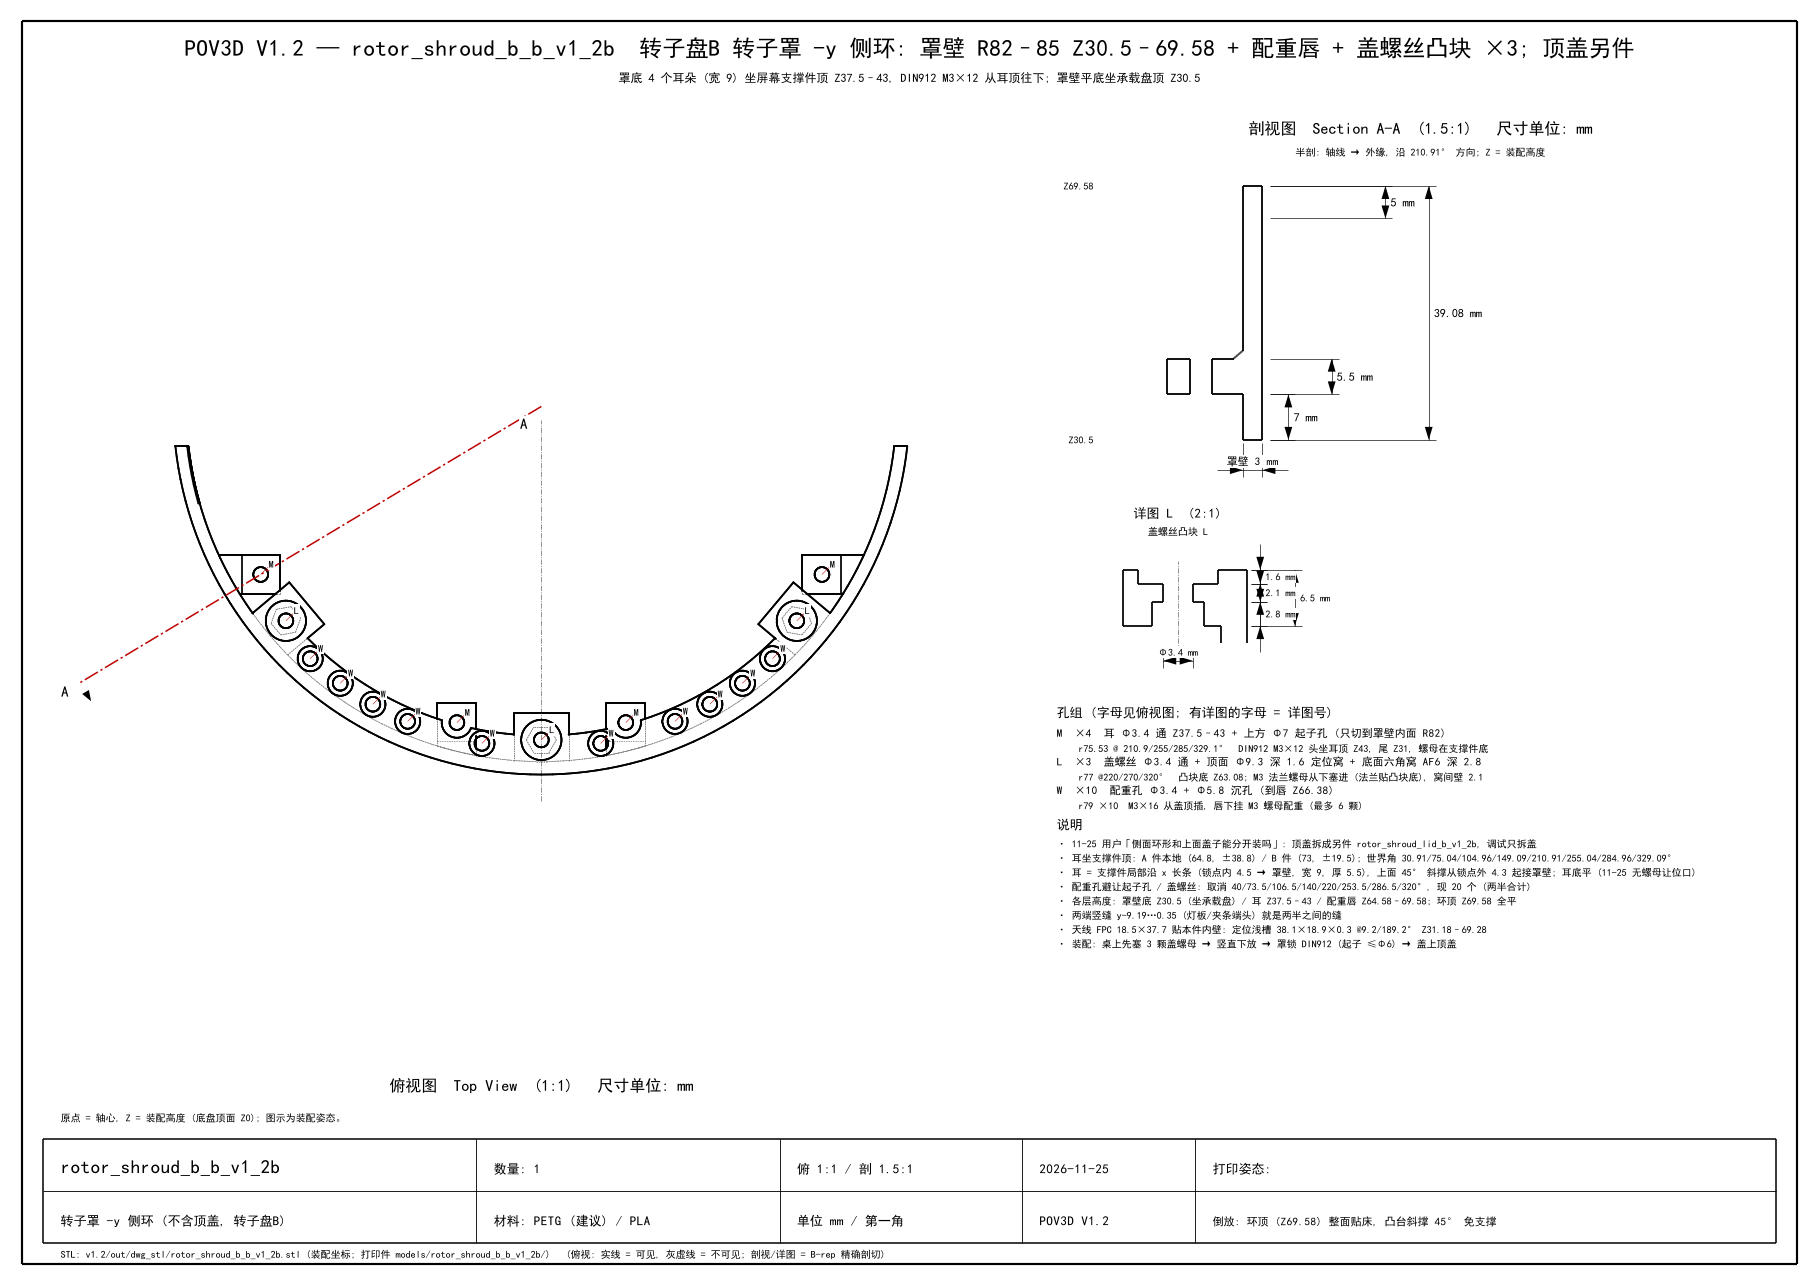 POV3D V1.2 — rotor_shroud_b_b_v1_2b 转子盘B 转子罩 -y 侧环: 罩壁 R82–85 Z30.5–69.58 + 配重唇 + 盖螺丝凸块 ×3; 顶盖另件
罩底 4 个耳朵 (宽 9) 坐屏幕支撑件顶 Z37.5–43, DIN912 M3×12 从耳顶往下; 罩壁平底坐承载盘顶 Z30.5
剖视图 Section A-A (1.5:1) 尺寸单位: mm
半剖: 轴线 → 外缘, 沿 210.91° 方向; Z = 装配高度
Z69.58
5 mm
39.08 mm
5.5 mm
7 mm
Z30.5
罩壁 3 mm
A
A
M
M
L
L
W
W
W
W
W
W
W
W
M
M
L
W
W
详图 L (2:1)
盖螺丝凸块 L
1.6 mm
2.1 mm
6.5 mm
2.8 mm
Φ3.4 mm
孔组 (字母见俯视图; 有详图的字母 = 详图号)
M ×4 耳 Φ3.4 通 Z37.5–43 + 上方 Φ7 起子孔 (只切到罩壁内面 R82)
r75.53 @ 210.9/255/285/329.1° DIN912 M3×12 头坐耳顶 Z43, 尾 Z31, 螺母在支撑件底
L ×3 盖螺丝 Φ3.4 通 + 顶面 Φ9.3 深 1.6 定位窝 + 底面六角窝 AF6 深 2.8
r77 @220/270/320° 凸块底 Z63.08; M3 法兰螺母从下塞进 (法兰贴凸块底), 窝间壁 2.1
W ×10 配重孔 Φ3.4 + Φ5.8 沉孔 (到唇 Z66.38)
r79 ×10 M3×16 从盖顶插, 唇下挂 M3 螺母配重 (最多 6 颗)
说明
· 11-25 用户「侧面环形和上面盖子能分开装吗」: 顶盖拆成另件 rotor_shroud_lid_b_v1_2b, 调试只拆盖
· 耳坐支撑件顶: A 件本地 (64.8, ±38.8) / B 件 (73, ±19.5); 世界角 30.91/75.04/104.96/149.09/210.91/255.04/284.96/329.09°
· 耳 = 支撑件局部沿 x 长条 (锁点内 4.5 → 罩壁, 宽 9, 厚 5.5), 上面 45° 斜撑从锁点外 4.3 起接罩壁; 耳底平 (11-25 无螺母让位口)
· 配重孔避让起子孔 / 盖螺丝: 取消 40/73.5/106.5/140/220/253.5/286.5/320°, 现 20 个 (两半合计)
· 各层高度: 罩壁底 Z30.5 (坐承载盘) / 耳 Z37.5–43 / 配重唇 Z64.58–69.58; 环顶 Z69.58 全平
· 两端竖缝 y-9.19…0.35 (灯板/夹条端头) 就是两半之间的缝
· 天线 FPC 18.5×37.7 贴本件内壁: 定位浅槽 38.1×18.9×0.3 @9.2/189.2° Z31.18–69.28
· 装配: 桌上先塞 3 颗盖螺母 → 竖直下放 → 罩锁 DIN912 (起子 ≤Φ6) → 盖上顶盖
俯视图 Top View (1:1) 尺寸单位: mm
原点 = 轴心, Z = 装配高度 (底盘顶面 Z0); 图示为装配姿态。
rotor_shroud_b_b_v1_2b
数量: 1
俯 1:1 / 剖 1.5:1
2026-11-25
打印姿态:
转子罩 -y 侧环 (不含顶盖, 转子盘B)
材料: PETG (建议) / PLA
单位 mm / 第一角
POV3D V1.2
倒放: 环顶 (Z69.58) 整面贴床, 凸台斜撑 45° 免支撑
STL: v1.2/out/dwg_stl/rotor_shroud_b_b_v1_2b.stl (装配坐标; 打印件 models/rotor_shroud_b_b_v1_2b/) (俯视: 实线 = 可见, 灰虚线 = 不可见; 剖视/详图 = B-rep 精确剖切)